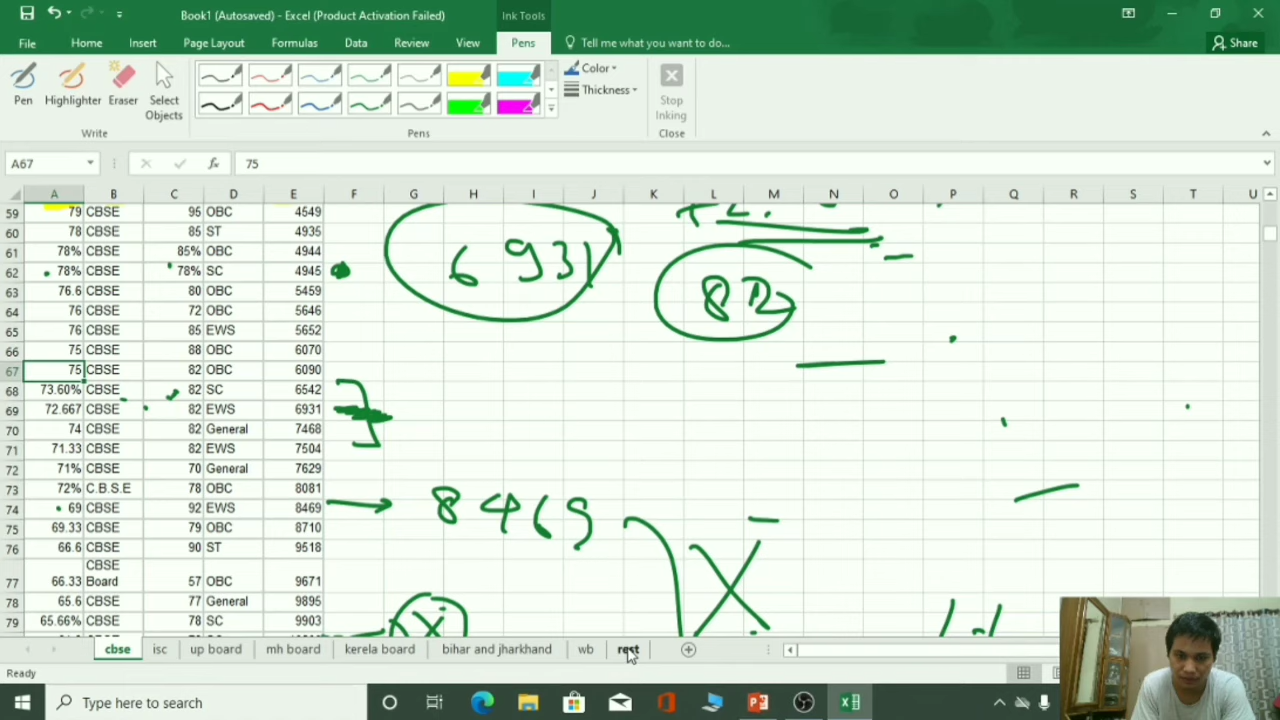 Book1 (Autosaved) - Excel (Product Activation Failed)
Ink Tools
File Home Insert Page Layout Formulas Data Review View Pens Tell me what you want to do... Share
Pen Highlighter Eraser Select Objects
Color
Thickness
Stop Inking
Write Pens Close
A67 fx 75
A B C D E F G H I J K L M N O P Q R S T U
59 79 CBSE 95 OBC 4549
60 78 CBSE 85 ST 4935
61 78% CBSE 85% OBC 4944
62 78% CBSE 78% SC 4945
63 76.6 CBSE 80 OBC 5459
64 76 CBSE 72 OBC 5646
65 76 CBSE 85 EWS 5652
66 75 CBSE 88 OBC 6070
67 75 CBSE 82 OBC 6090
68 73.60% CBSE 82 SC 6542
69 72.667 CBSE 82 EWS 6931
70 74 CBSE 82 General 7468
71 71.33 CBSE 82 EWS 7504
72 71% CBSE 70 General 7629
73 72% C.B.S.E 78 OBC 8081
74 69 CBSE 92 EWS 8469
75 69.33 CBSE 79 OBC 8710
76 66.6 CBSE 90 ST 9518
77 66.33 CBSE Board 57 OBC 9671
78 65.6 CBSE 77 General 9895
79 65.66% CBSE 78 SC 9903
6931
82
8469
X
cbse isc up board mh board kerela board bihar and jharkhand wb rest
Ready
Type here to search